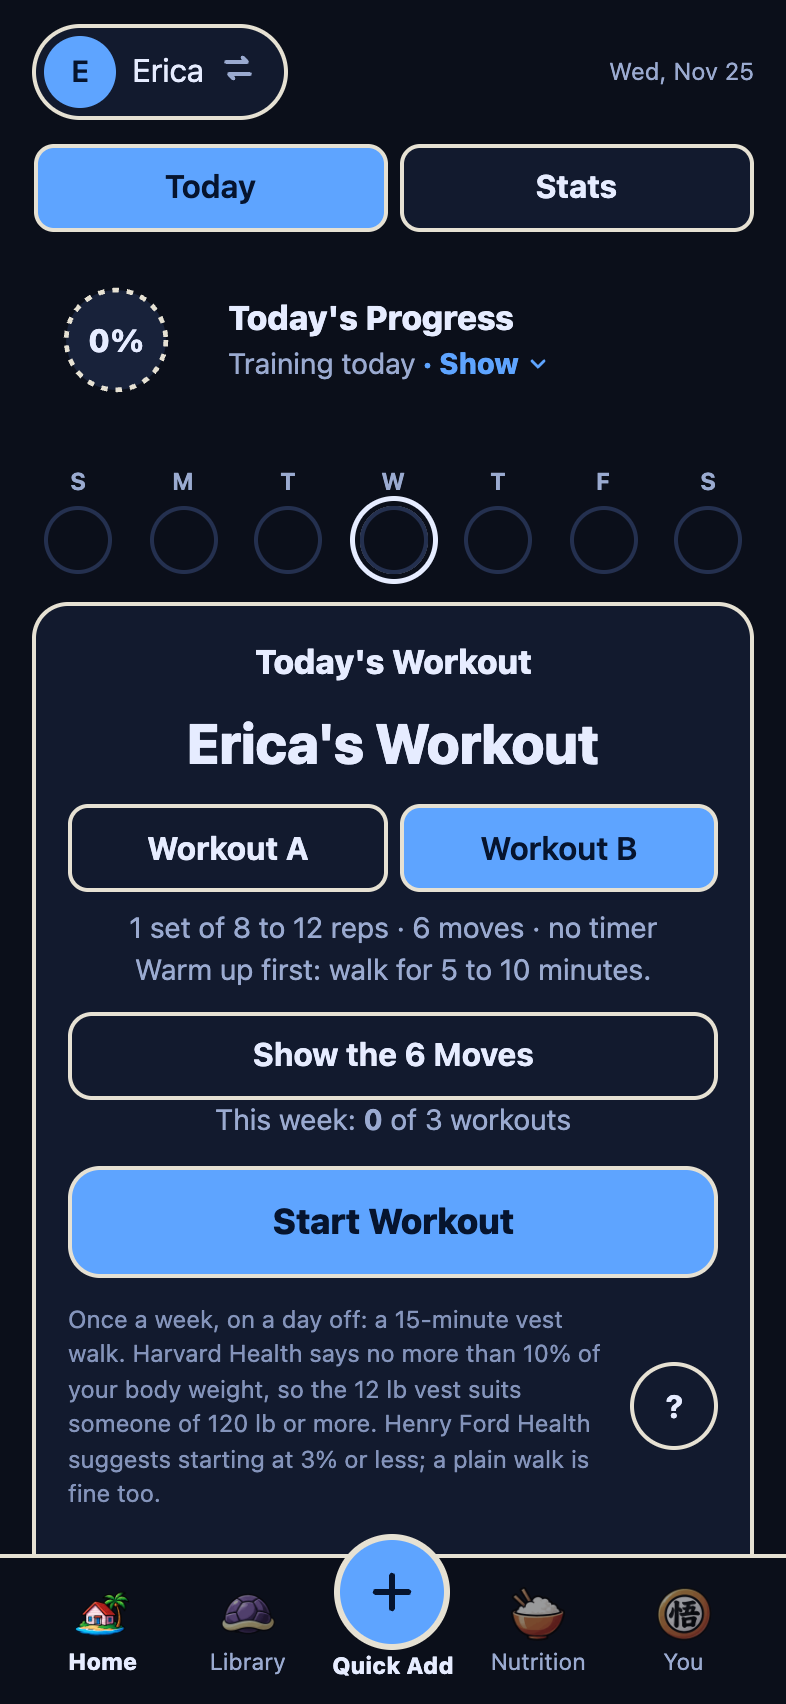 E Erica
Wed, Nov 25
Today
Stats
0%
Today's Progress
Training today · Show
S M T W T F S
Today's Workout
Erica's Workout
Workout A
Workout B
1 set of 8 to 12 reps · 6 moves · no timer
Warm up first: walk for 5 to 10 minutes.
Show the 6 Moves
This week: 0 of 3 workouts
Start Workout
Once a week, on a day off: a 15-minute vest
walk. Harvard Health says no more than 10% of
your body weight, so the 12 lb vest suits
someone of 120 lb or more. Henry Ford Health
suggests starting at 3% or less; a plain walk is
fine too.
?
悟
Home
Library
Quick Add
Nutrition
You